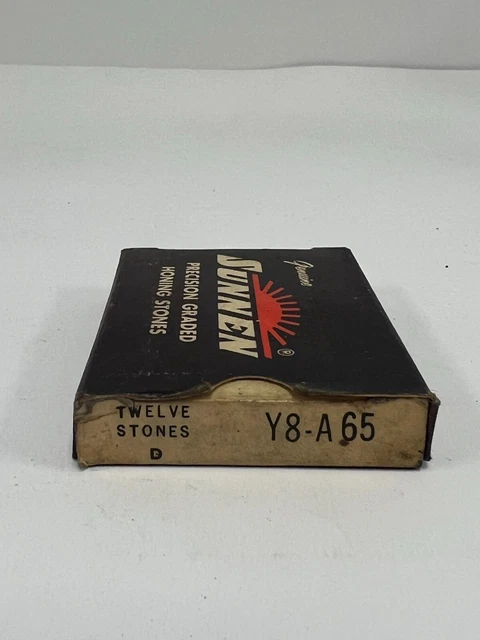 Genuine
SUNNEN®
PRECISION GRADED
HONING STONES
TWELVE
STONES
D
Y8-A65